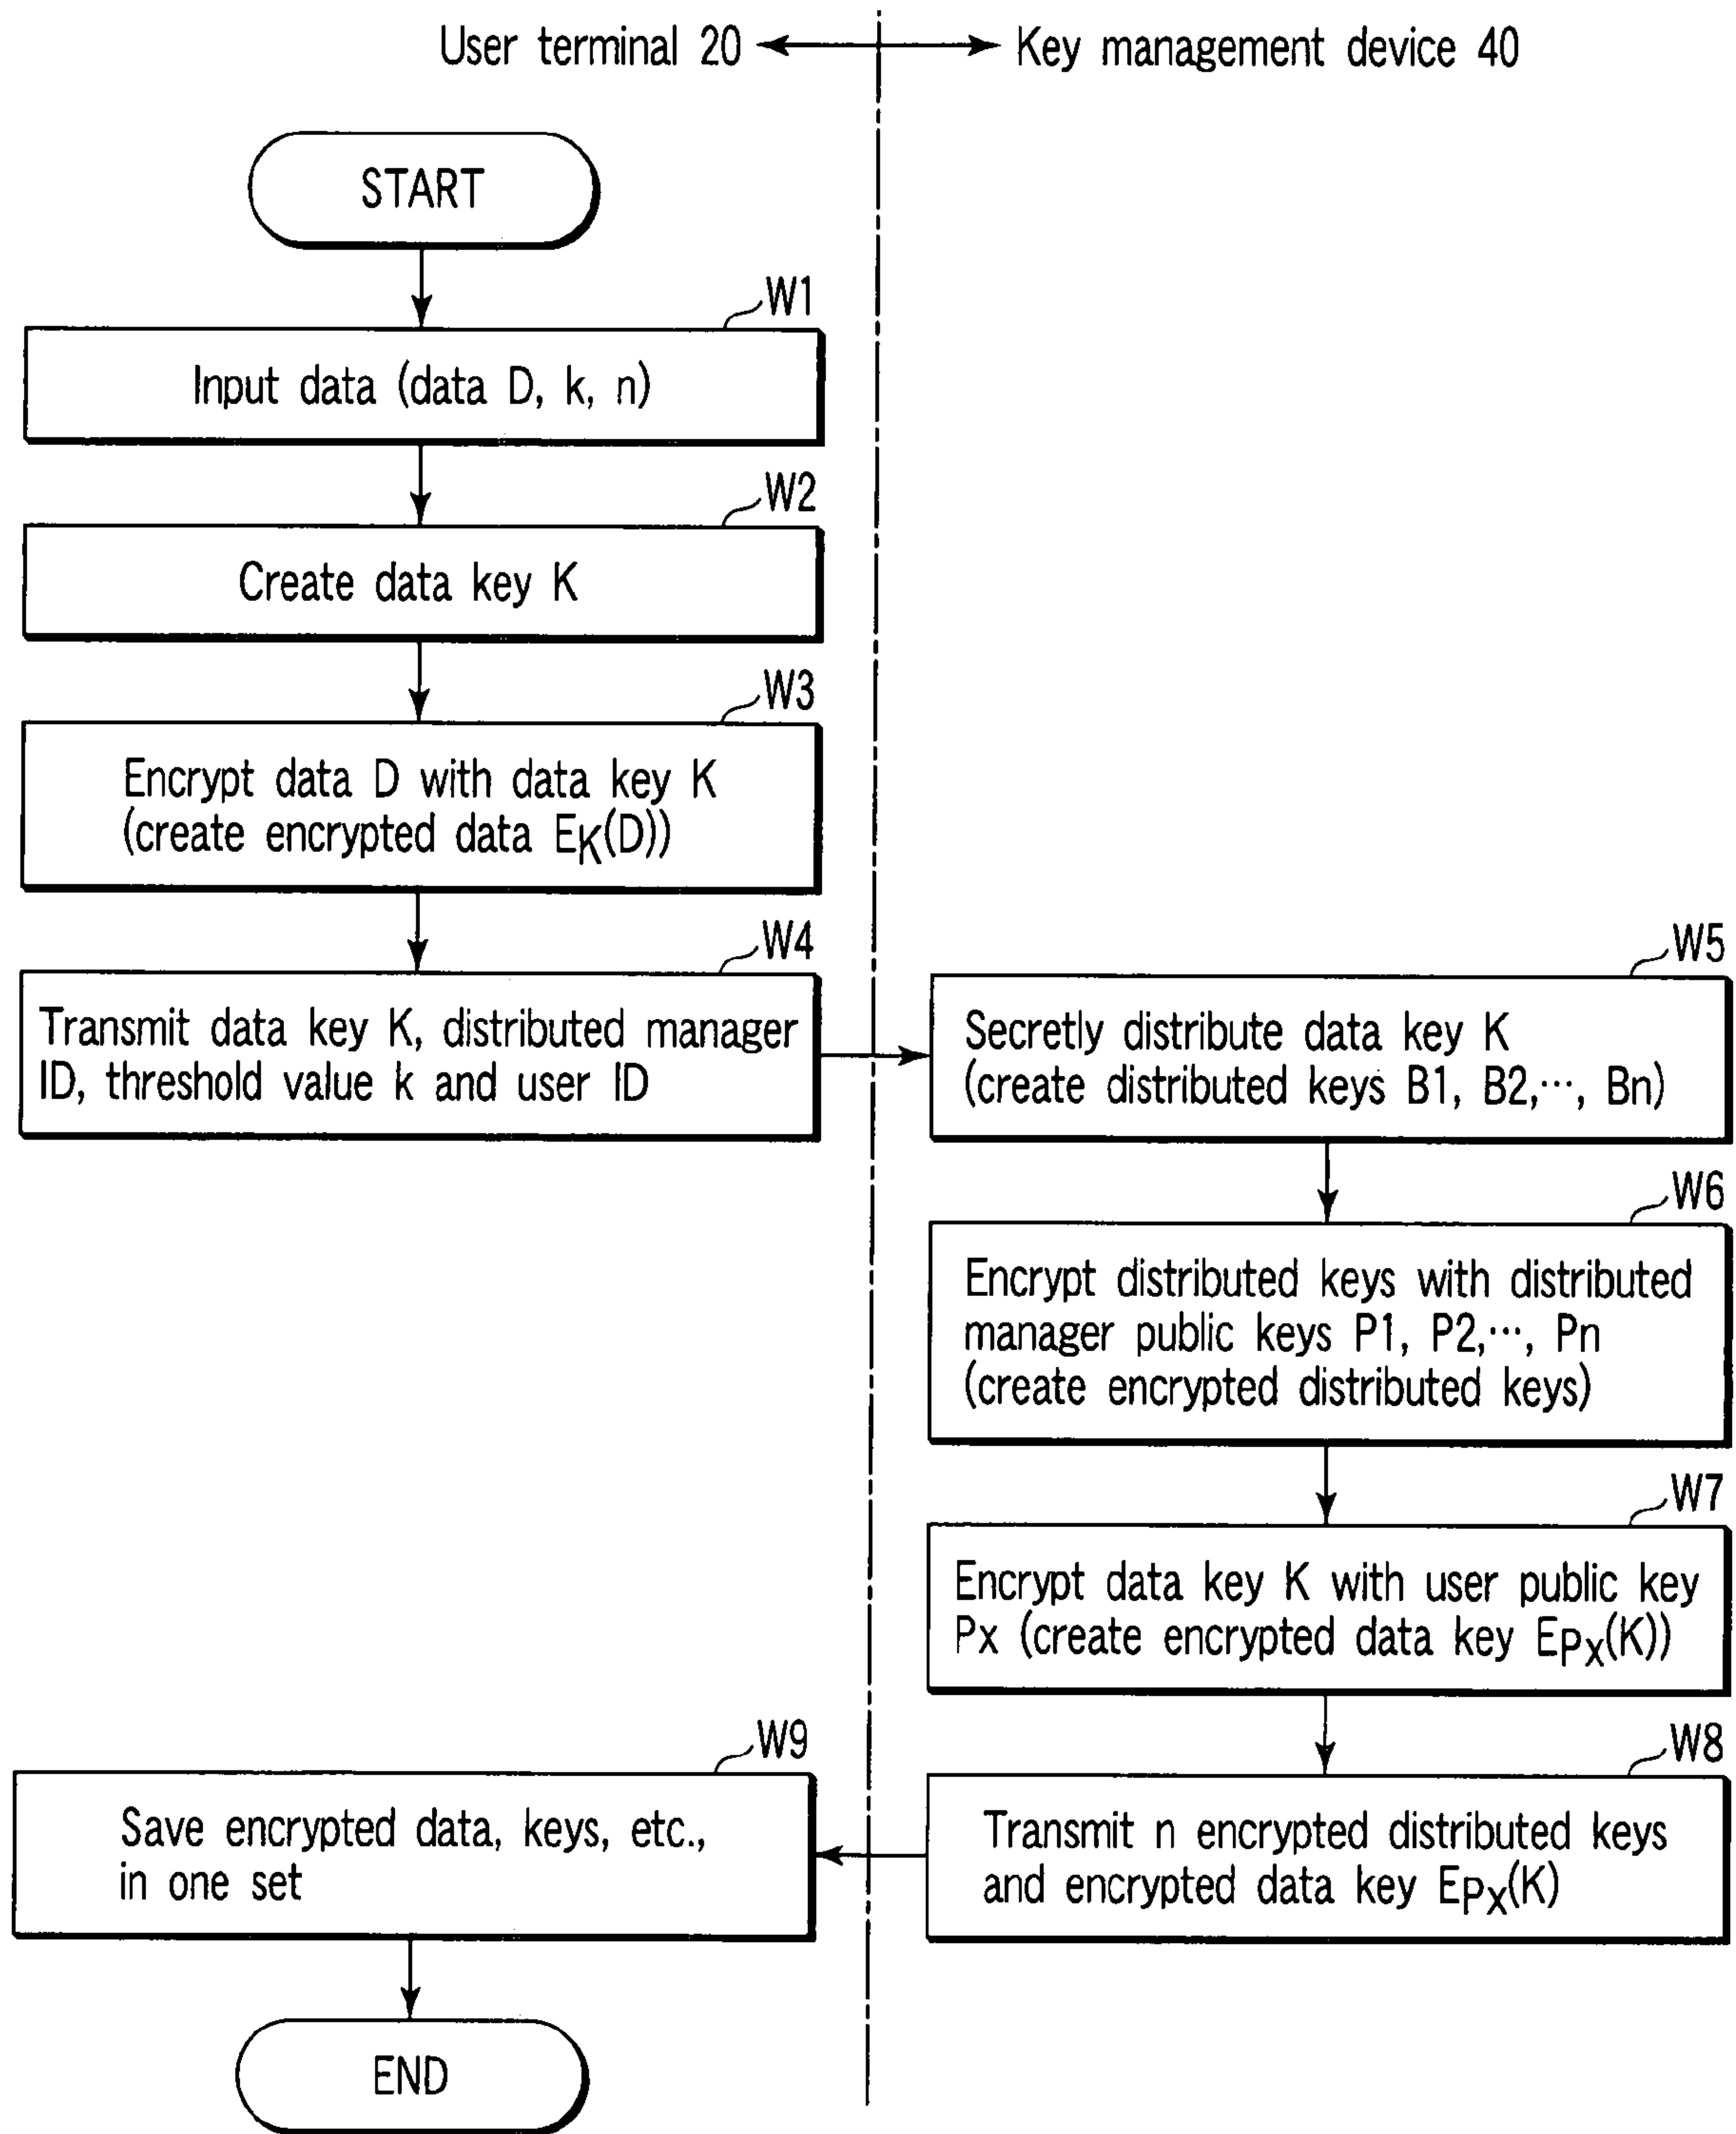 User terminal 20
Key management device 40
START
W1
Input data (data D, k, n)
W2
Create data key K
W3
Encrypt data D with data key K
(create encrypted data EK(D))
W4
Transmit data key K, distributed manager
ID, threshold value k and user ID
W5
Secretly distribute data key K
(create distributed keys B1, B2,···, Bn)
W6
Encrypt distributed keys with distributed
manager public keys P1, P2,···, Pn
(create encrypted distributed keys)
W7
Encrypt data key K with user public key
Px (create encrypted data key EPx(K))
W8
Transmit n encrypted distributed keys
and encrypted data key EPx(K)
W9
Save encrypted data, keys, etc.,
in one set
END